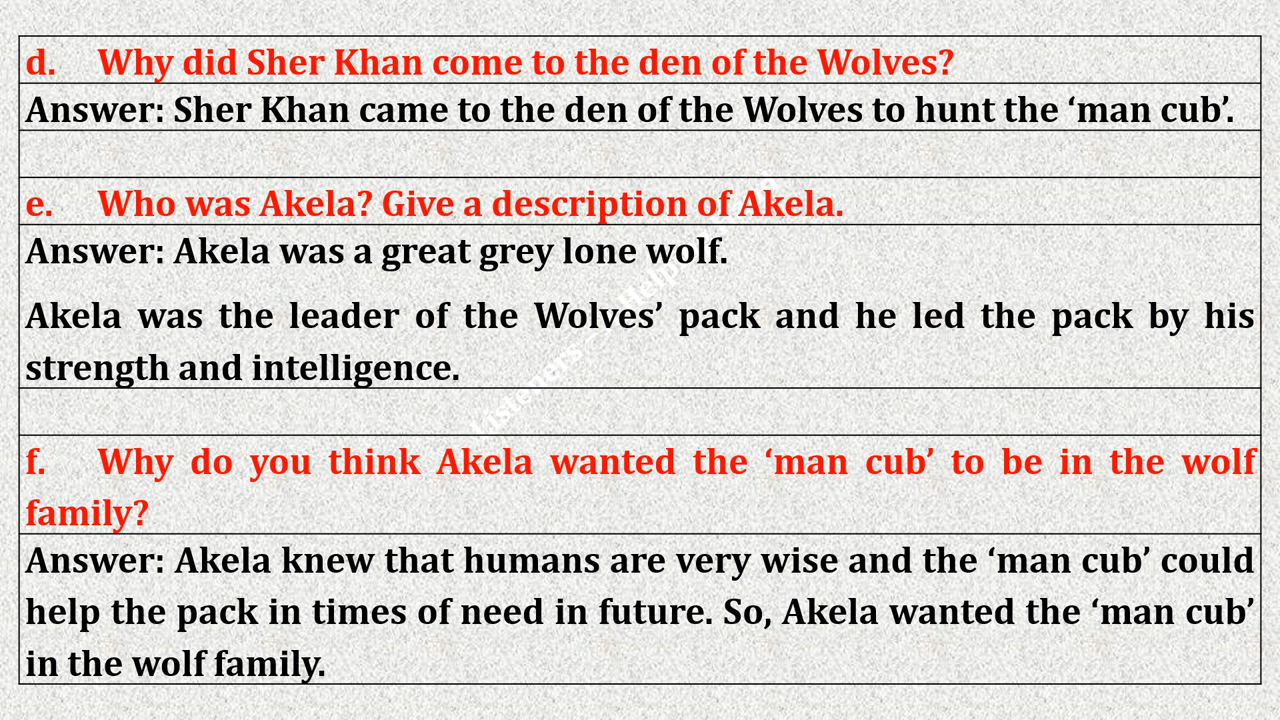 d. Why did Sher Khan come to the den of the Wolves?
Answer: Sher Khan came to the den of the Wolves to hunt the ‘man cub’.
e. Who was Akela? Give a description of Akela.
Answer: Akela was a great grey lone wolf.
Akela was the leader of the Wolves’ pack and he led the pack by his
strength and intelligence.
f. Why do you think Akela wanted the ‘man cub’ to be in the wolf
family?
Answer: Akela knew that humans are very wise and the ‘man cub’ could
help the pack in times of need in future. So, Akela wanted the ‘man cub’
in the wolf family.